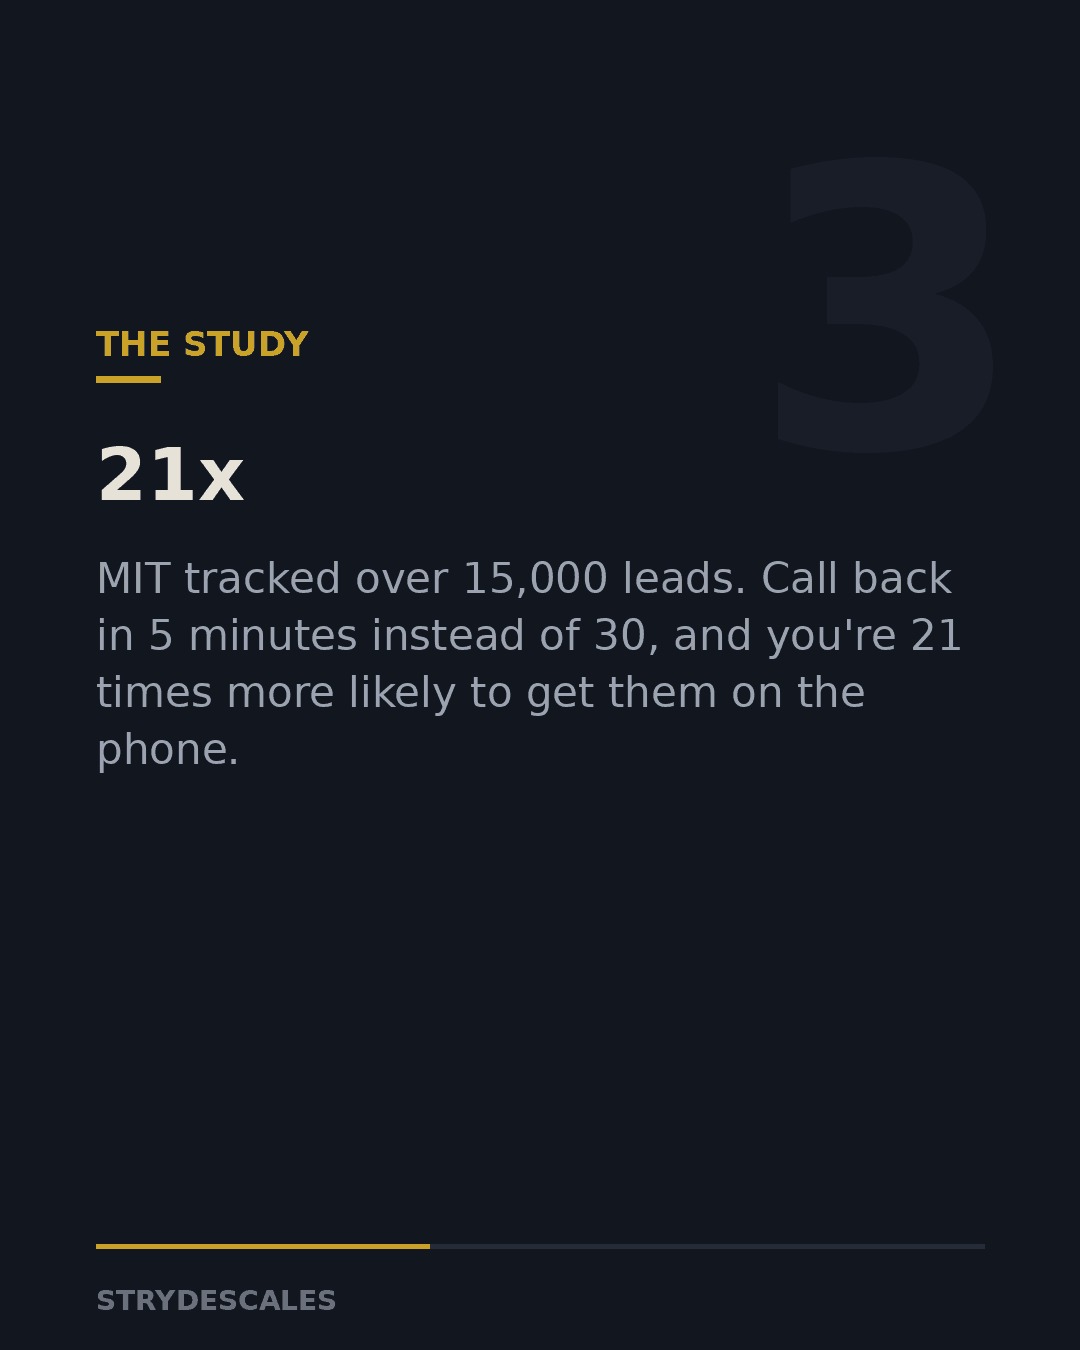 3
THE STUDY
21x
MIT tracked over 15,000 leads. Call back
in 5 minutes instead of 30, and you're 21
times more likely to get them on the
phone.
STRYDESCALES